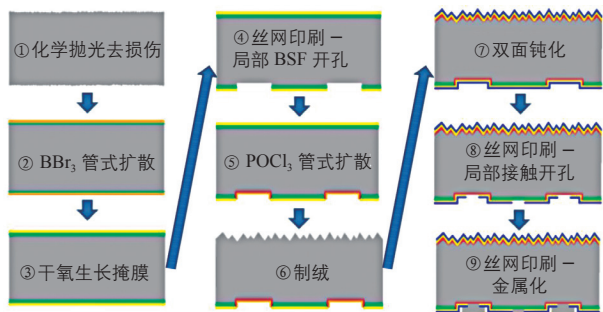 ①化学抛光去损伤
② BBr₃ 管式扩散
③干氧生长掩膜
④丝网印刷－
局部 BSF 开孔
⑤ POCl₃ 管式扩散
⑥制绒
⑦双面钝化
⑧丝网印刷－
局部接触开孔
⑨丝网印刷－
金属化